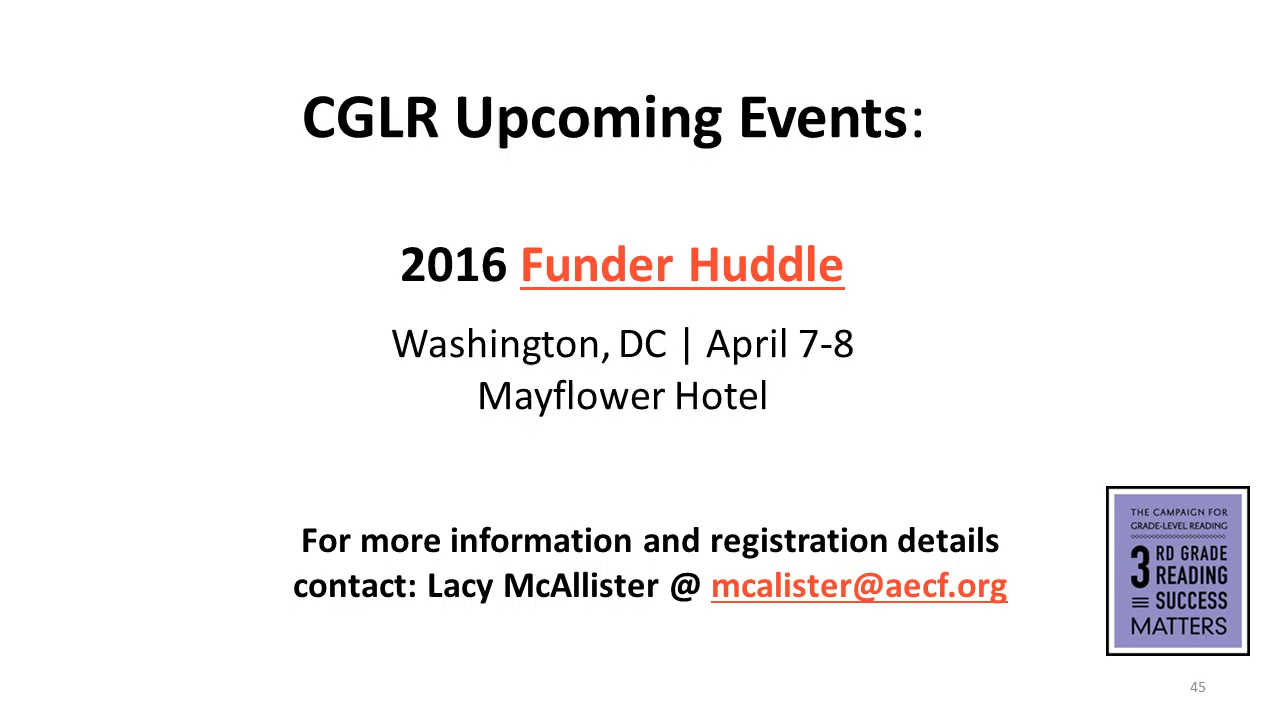 CGLR Upcoming Events:
2016 Funder Huddle
Washington, DC | April 7-8
Mayflower Hotel
For more information and registration details
contact: Lacy McAllister @ mcalister@aecf.org
THE CAMPAIGN FOR
GRADE-LEVEL READING
3RD GRADE
READING
SUCCESS
MATTERS
45